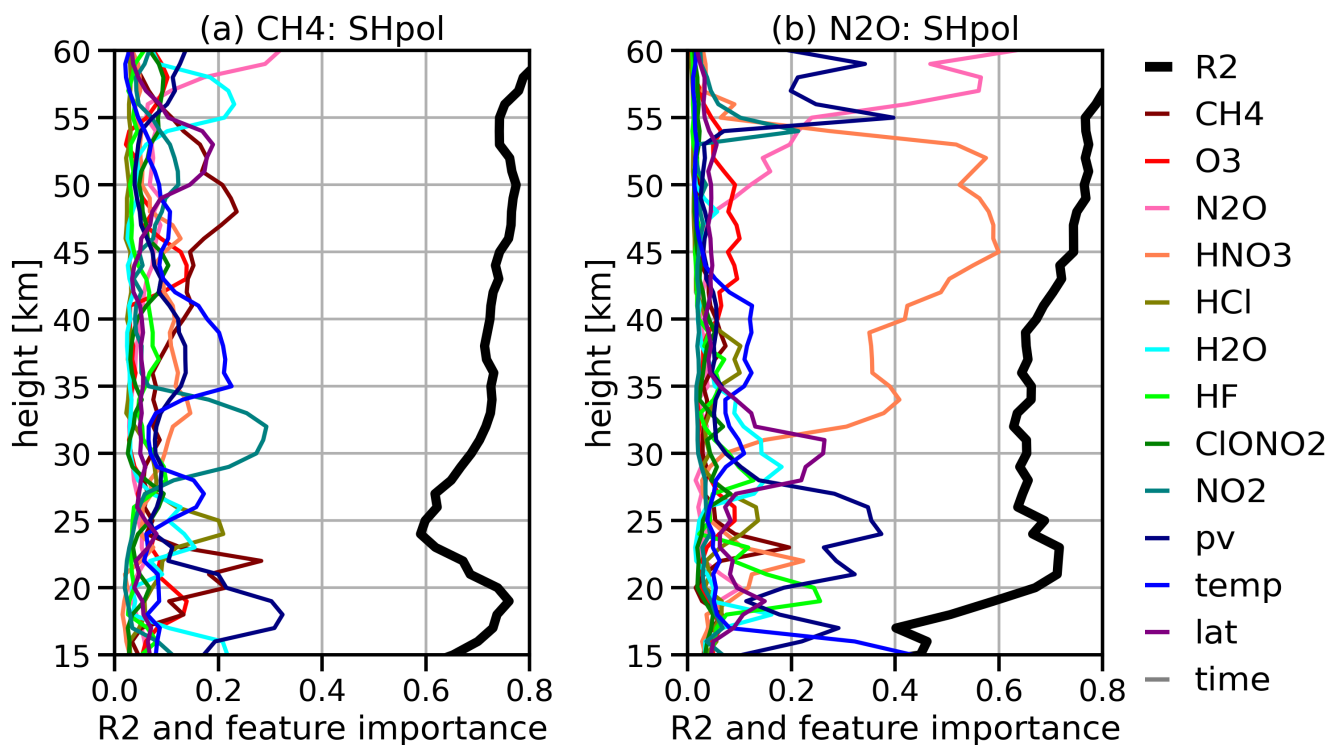 (a) CH4: SHpol
60
55
50
45
40
35
30
25
20
15
height [km]
0.0 0.2 0.4 0.6 0.8
R2 and feature importance
(b) N2O: SHpol
60
55
50
45
40
35
30
25
20
15
height [km]
0.0 0.2 0.4 0.6 0.8
R2 and feature importance
R2
CH4
O3
N2O
HNO3
HCl
H2O
HF
ClONO2
NO2
pv
temp
lat
time